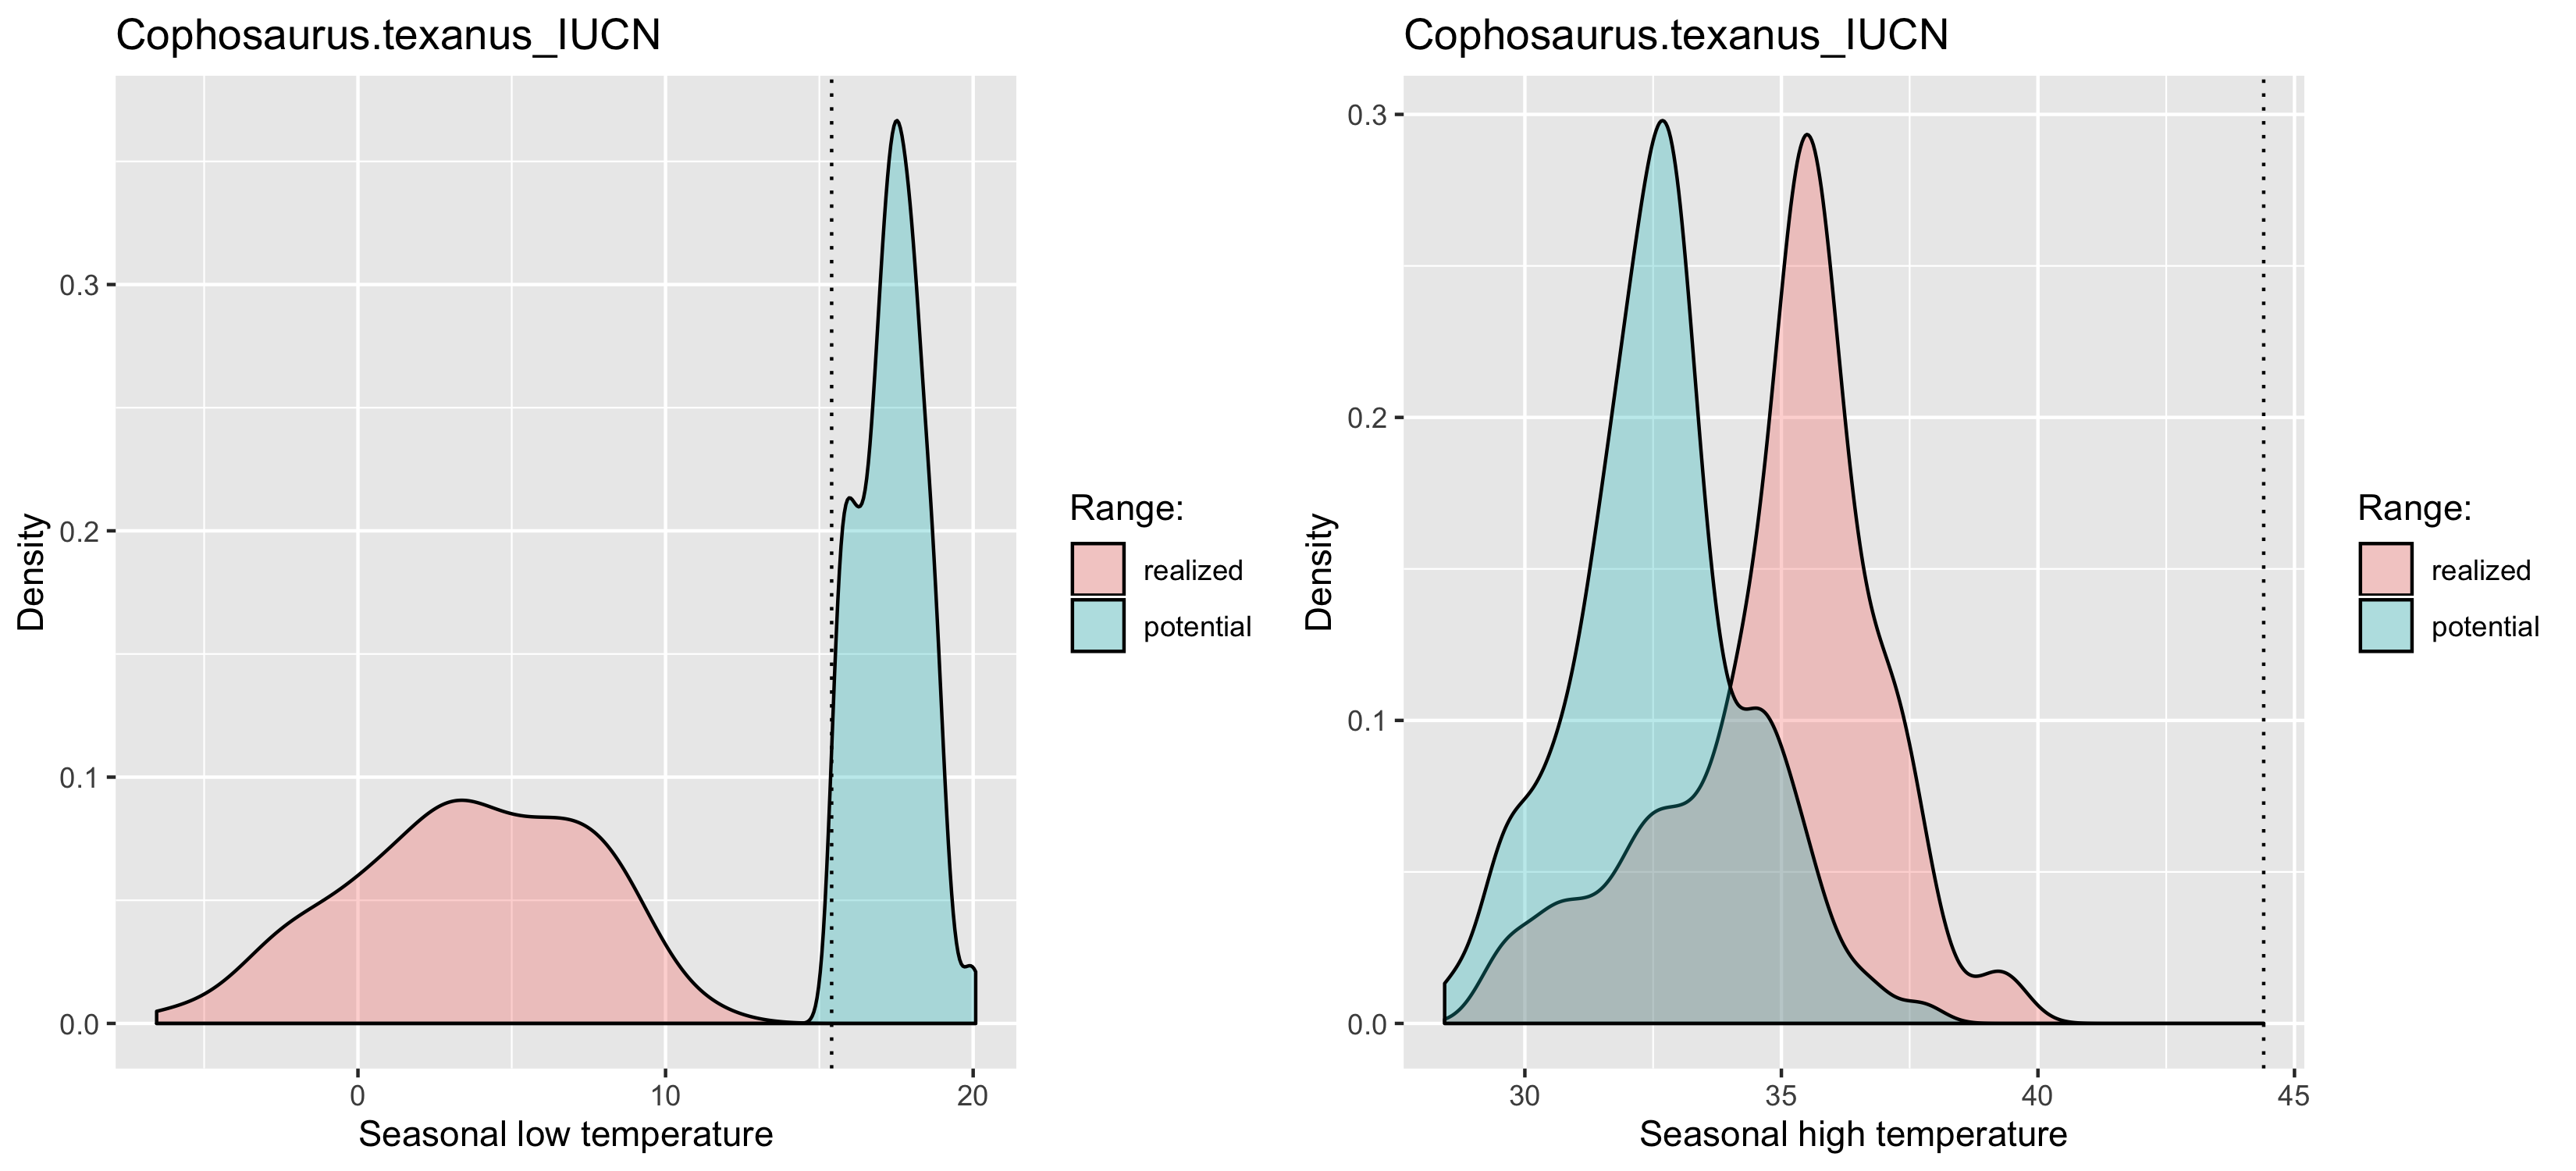 Cophosaurus.texanus_IUCN
Density
0.3
0.2
0.1
0.0
0
10
20
Seasonal low temperature
Range:
realized
potential
Cophosaurus.texanus_IUCN
Density
0.3
0.2
0.1
0.0
30
35
40
45
Seasonal high temperature
Range:
realized
potential